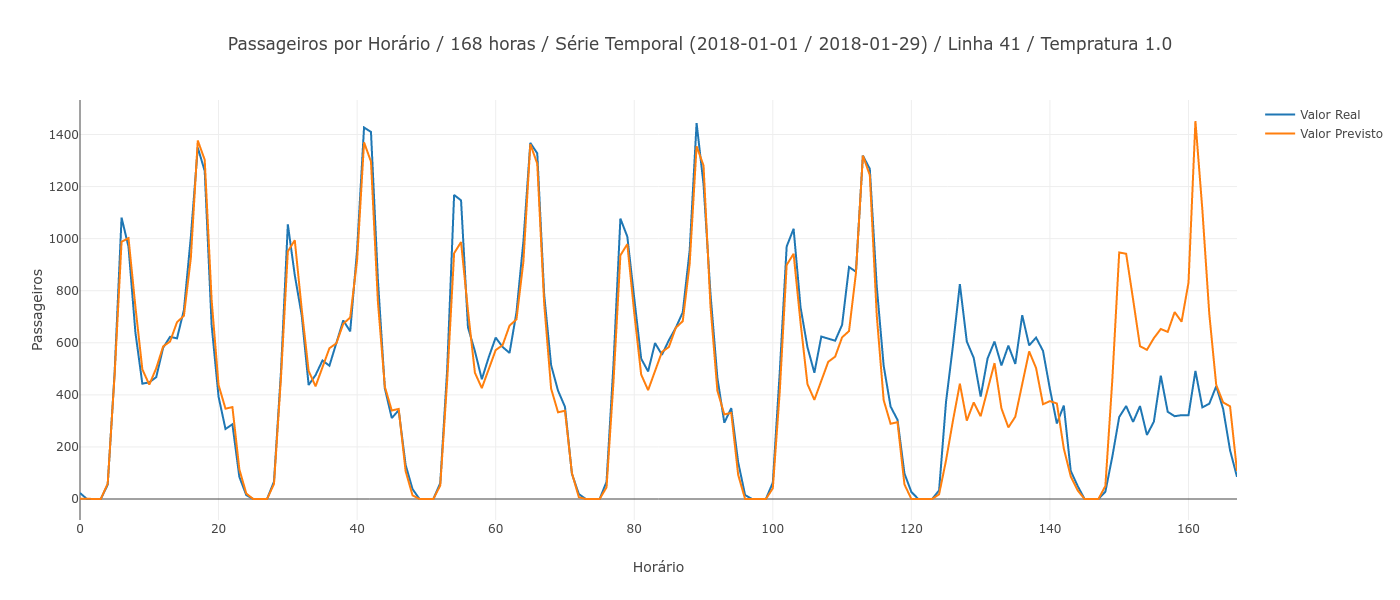 Passageiros por Horário / 168 horas / Série Temporal (2018-01-01 / 2018-01-29) / Linha 41 / Tempratura 1.0
Valor Real
Valor Previsto
Passageiros
1400
1200
1000
800
600
400
200
0
0 20 40 60 80 100 120 140 160
Horário